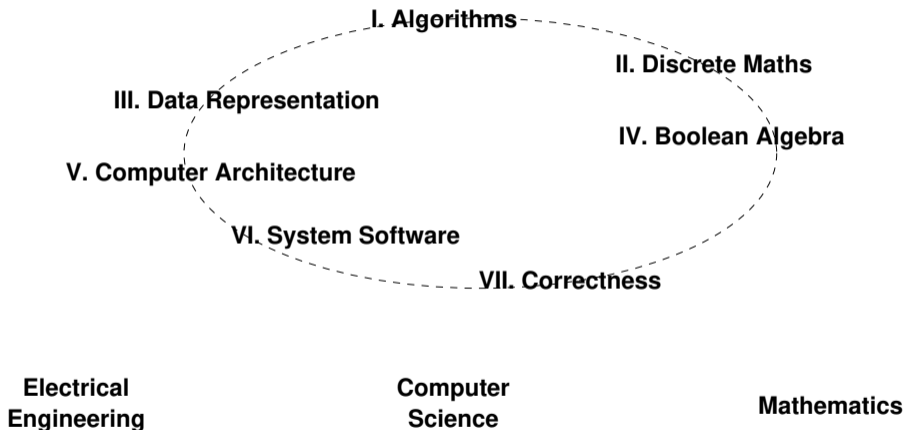 I. Algorithms
II. Discrete Maths
III. Data Representation
IV. Boolean Algebra
V. Computer Architecture
VI. System Software
VII. Correctness
Electrical
Engineering
Computer
Science
Mathematics